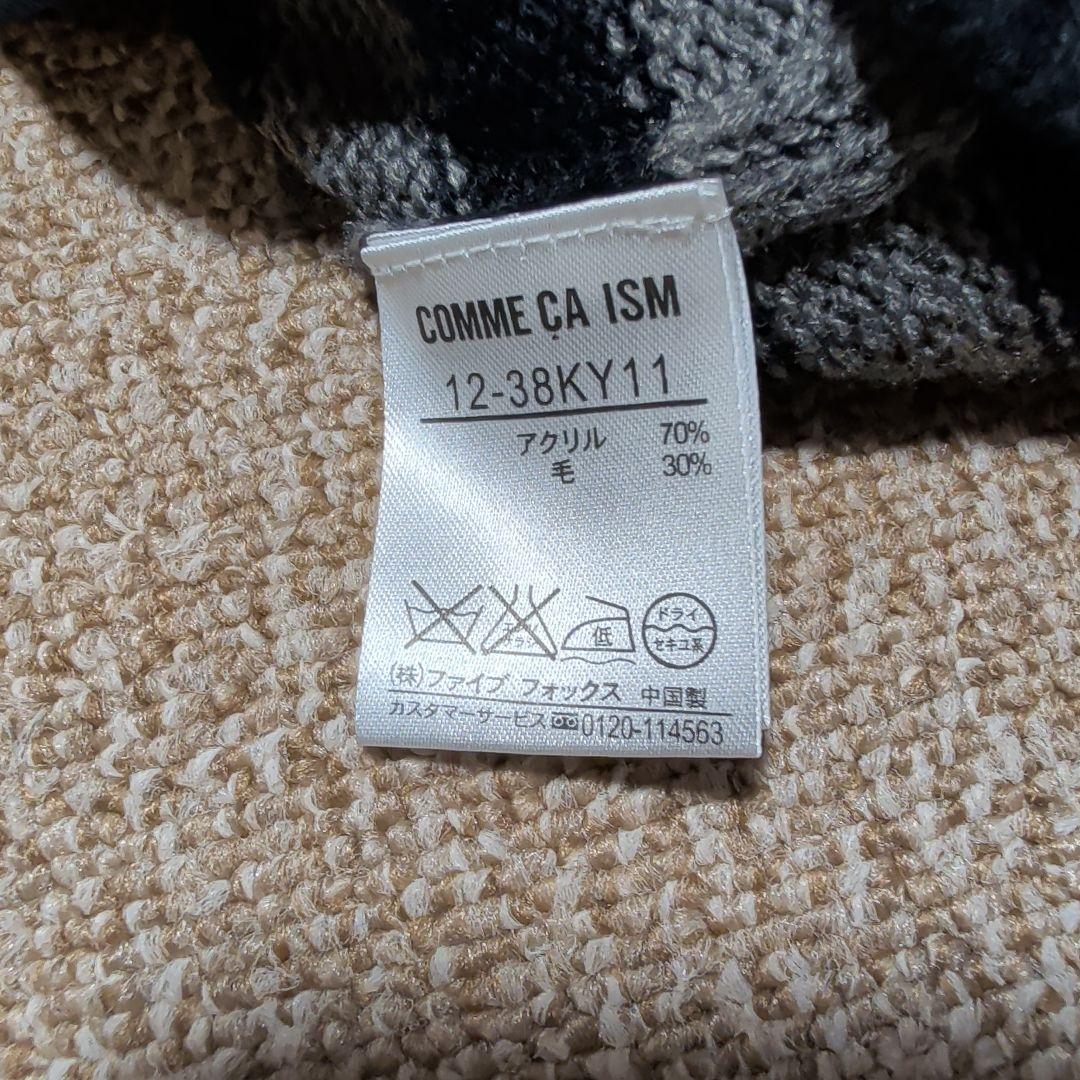 COMME ÇA ISM
12-38KY11
アクリル 70%
毛 30%
低 ドライ セキユ系
(株)ファイブ フォックス 中国製
カスタマーサービス 0120-114563